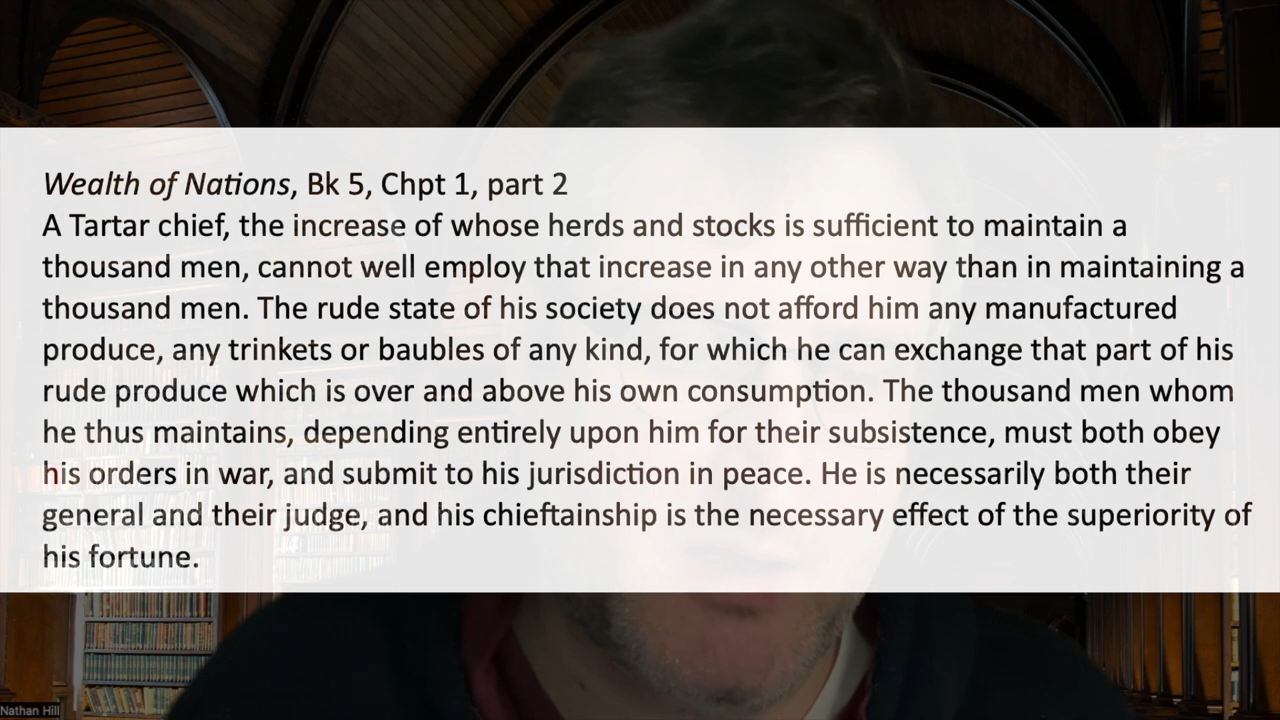 Wealth of Nations, Bk 5, Chpt 1, part 2
A Tartar chief, the increase of whose herds and stocks is sufficient to maintain a
thousand men, cannot well employ that increase in any other way than in maintaining a
thousand men. The rude state of his society does not afford him any manufactured
produce, any trinkets or baubles of any kind, for which he can exchange that part of his
rude produce which is over and above his own consumption. The thousand men whom
he thus maintains, depending entirely upon him for their subsistence, must both obey
his orders in war, and submit to his jurisdiction in peace. He is necessarily both their
general and their judge, and his chieftainship is the necessary effect of the superiority of
his fortune.
Nathan Hill